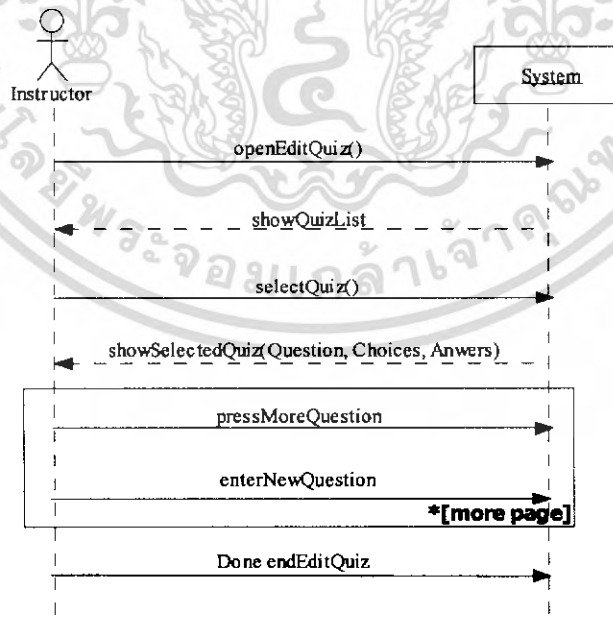 Instructor
System
openEditQuiz()
showQuizList
selectQuiz()
showSelectedQuiz(Question, Choices, Anwers)
pressMoreQuestion
enterNewQuestion
*[more page]
Done endEditQuiz